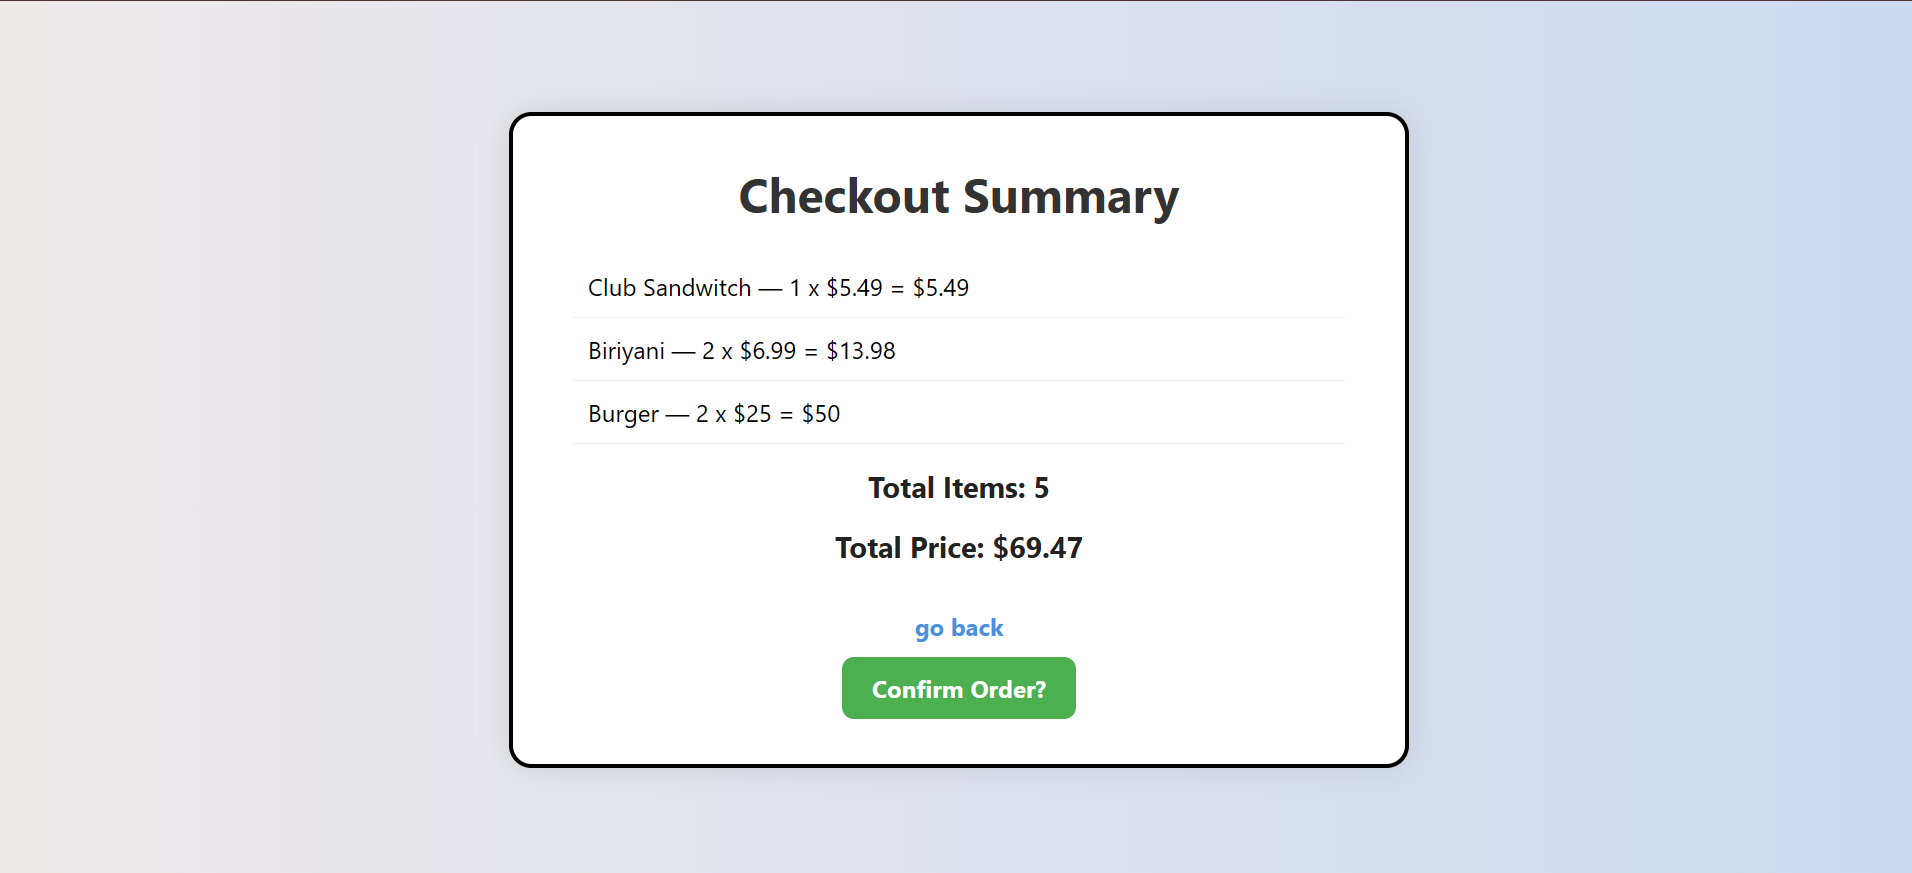 Checkout Summary
Club Sandwitch — 1 x $5.49 = $5.49
Biriyani — 2 x $6.99 = $13.98
Burger — 2 x $25 = $50
Total Items: 5
Total Price: $69.47
go back
Confirm Order?